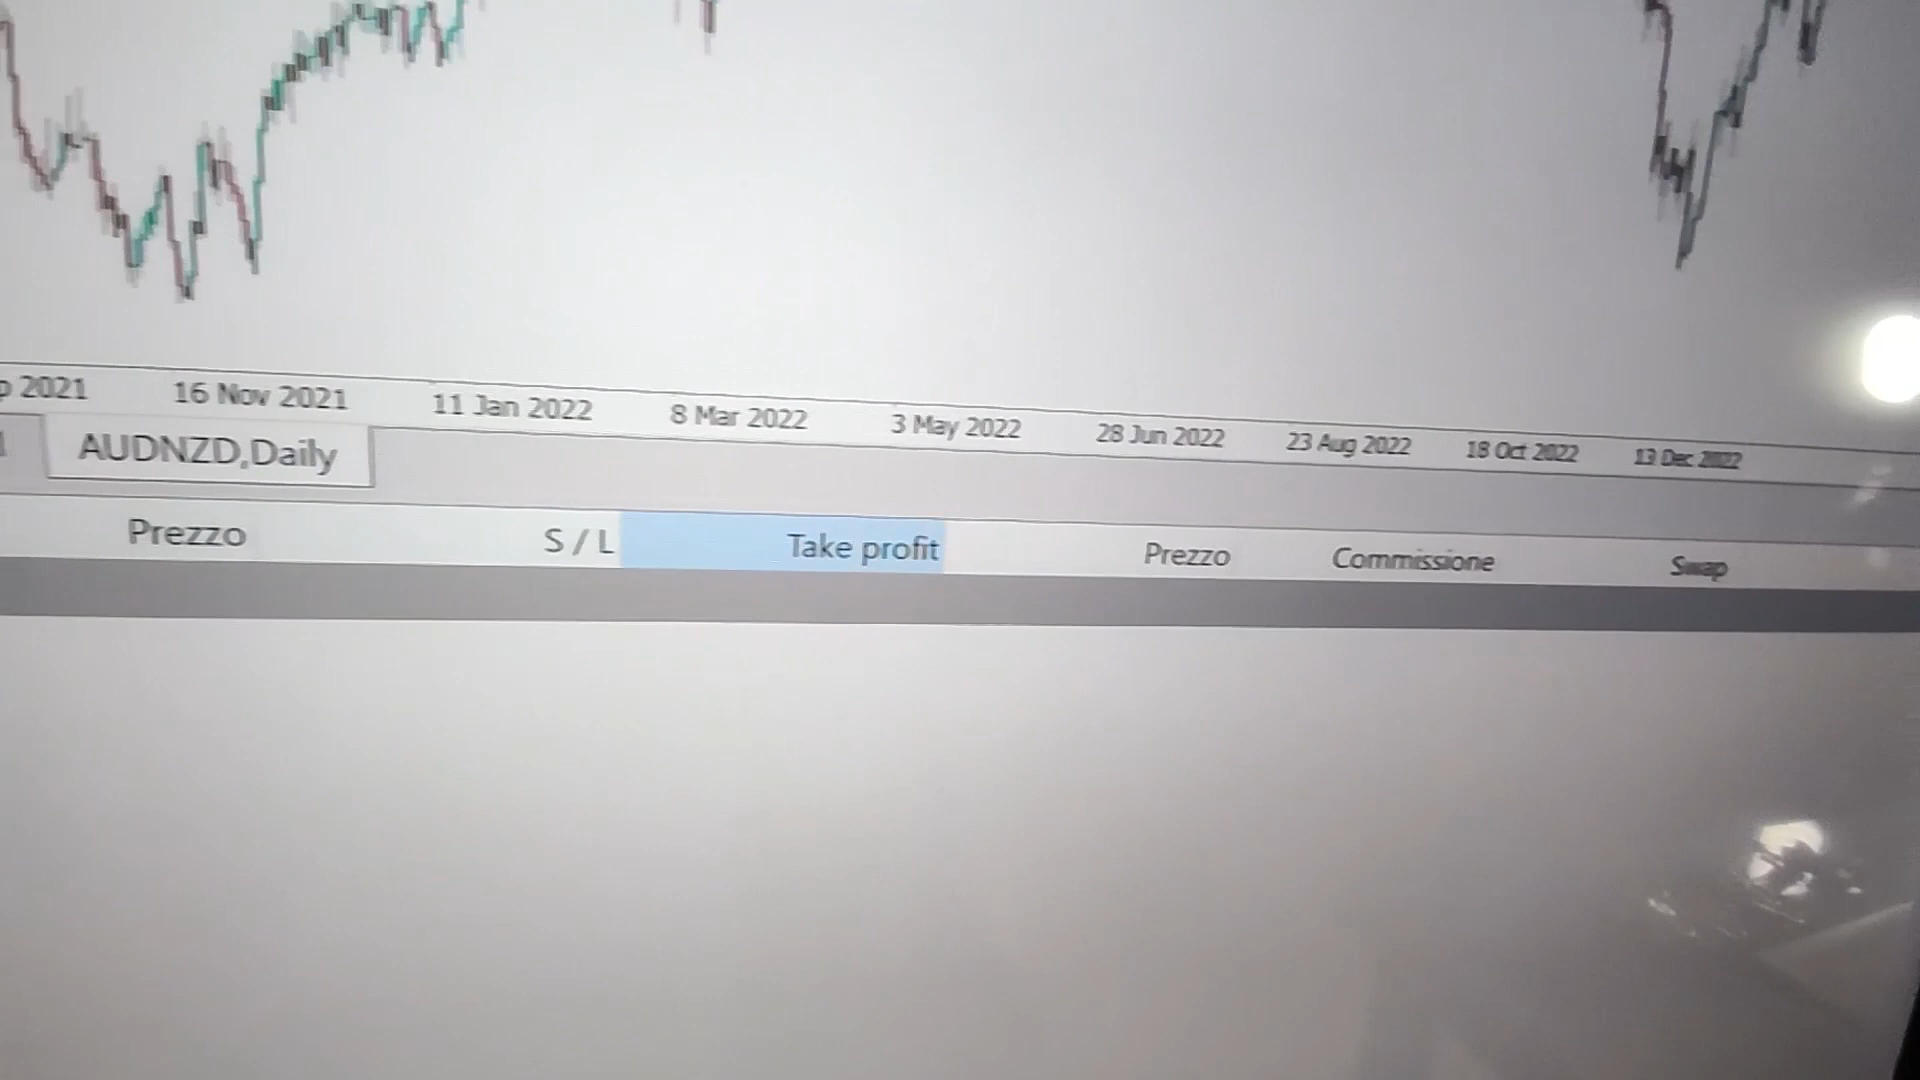 2021 16 Nov 2021 11 Jan 2022 8 Mar 2022 3 May 2022 28 Jun 2022 23 Aug 2022 18 Oct 2022 13 Dec 2022
AUDNZD,Daily
Prezzo S / L Take profit Prezzo Commissione Swap